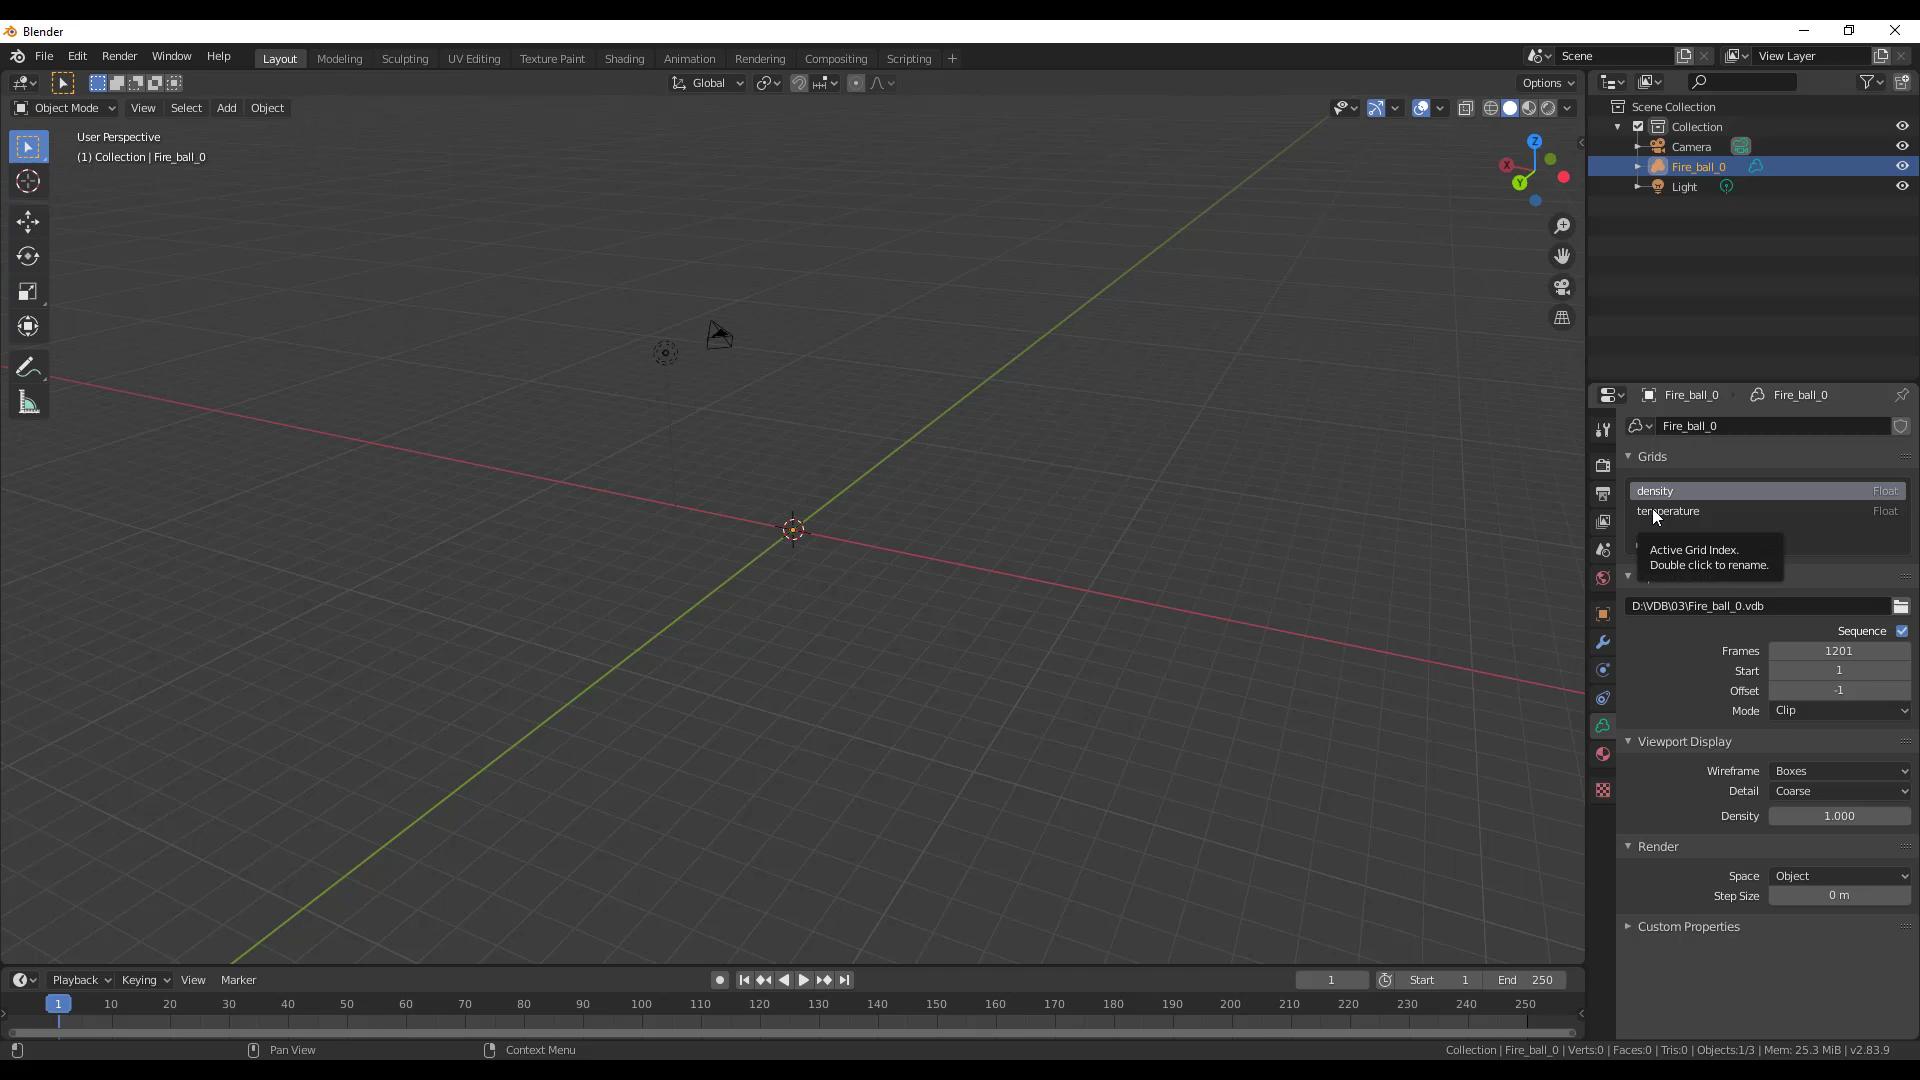 Blender
File Edit Render Window Help
Layout Modeling Sculpting UV Editing Texture Paint Shading Animation Rendering Compositing Scripting +
Scene
View Layer
Global
Options
Object Mode View Select Add Object
User Perspective
(1) Collection | Fire_ball_0
Z
X
Y
Scene Collection
Collection
Camera
Fire_ball_0
Light
Fire_ball_0 Fire_ball_0
Fire_ball_0
Grids
density Float
temperature Float
Active Grid Index.
Double click to rename.
D:\VDB\03\Fire_ball_0.vdb
Sequence
Frames 1201
Start 1
Offset -1
Mode Clip
Viewport Display
Wireframe Boxes
Detail Coarse
Density 1.000
Render
Space Object
Step Size 0 m
Custom Properties
Playback Keying View Marker
1 Start 1 End 250
1 10 20 30 40 50 60 70 80 90 100 110 120 130 140 150 160 170 180 190 200 210 220 230 240 250
Pan View Context Menu
Collection | Fire_ball_0 | Verts:0 | Faces:0 | Tris:0 | Objects:1/3 | Mem: 25.3 MiB | v2.83.9